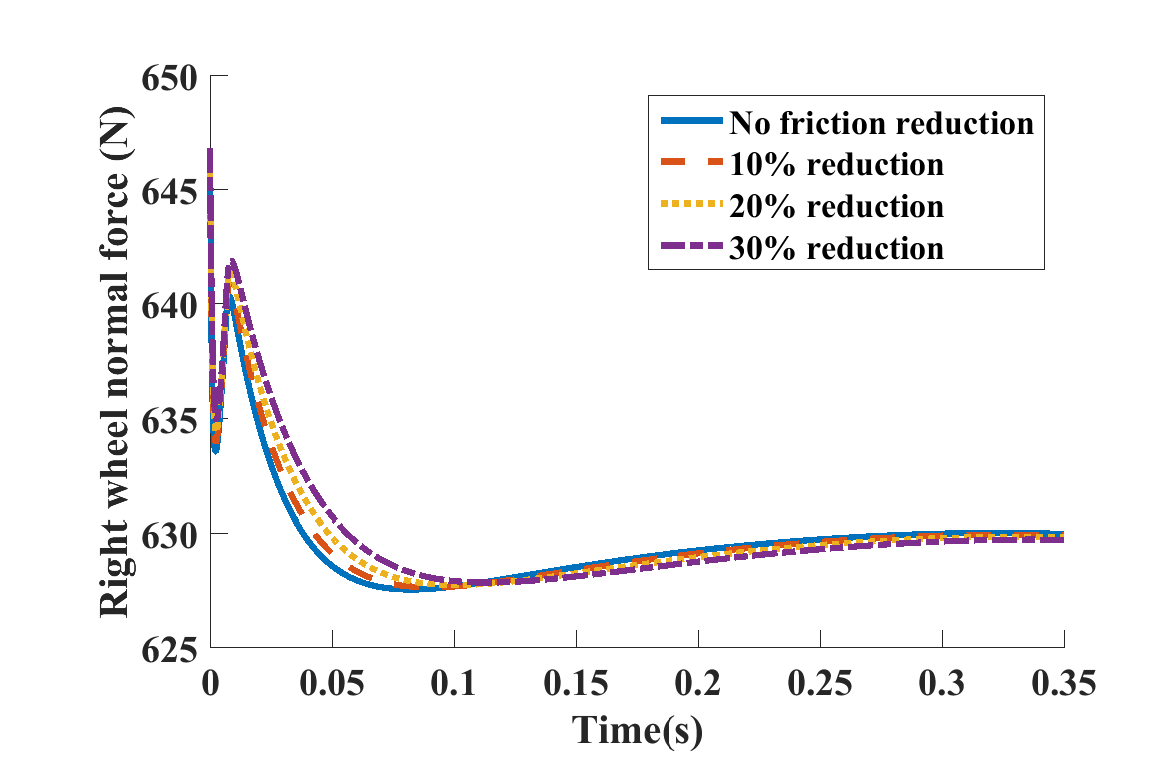 650
645
640
635
630
625
Right wheel normal force (N)
No friction reduction
10% reduction
20% reduction
30% reduction
0 0.05 0.1 0.15 0.2 0.25 0.3 0.35
Time(s)